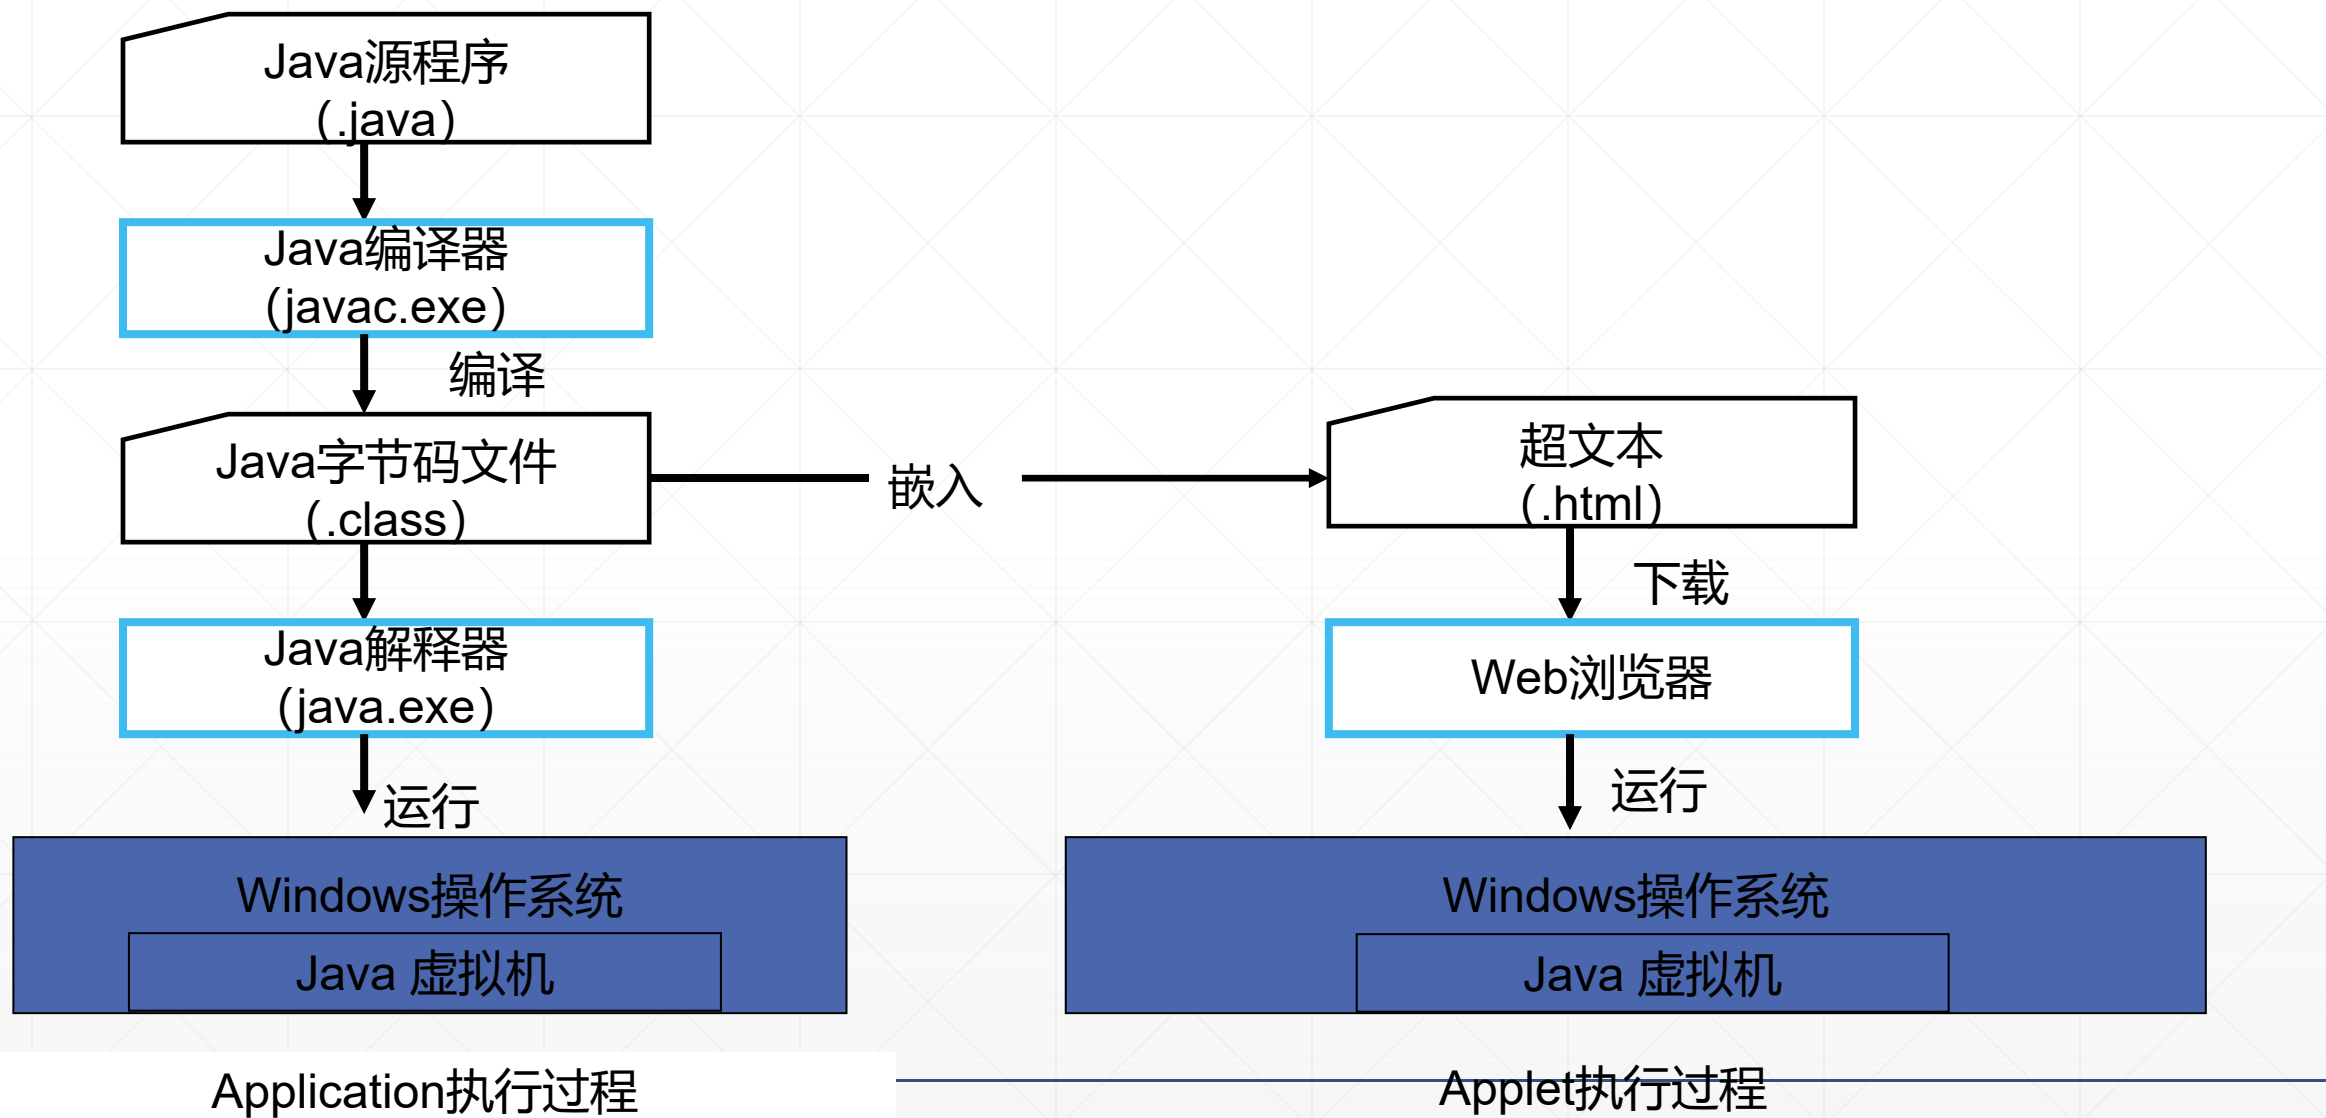 Java源程序
（.java）
Java编译器
（javac.exe）
编译
Java字节码文件
（.class）
嵌入
超文本
（.html）
下载
Java解释器
（java.exe）
Web浏览器
运行
运行
Windows操作系统
Java 虚拟机
Windows操作系统
Java 虚拟机
Application执行过程
Applet执行过程